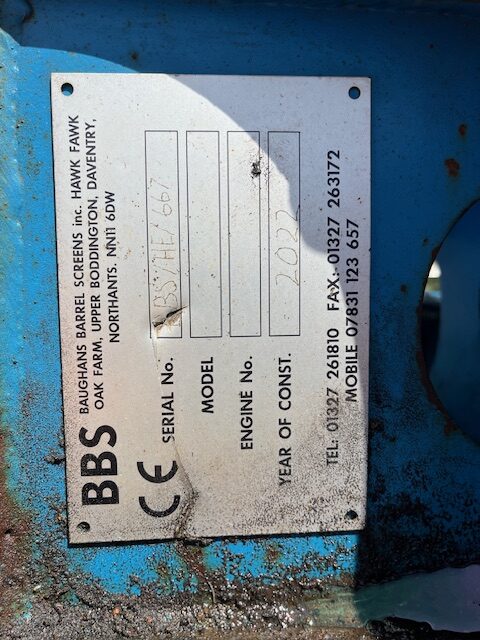 BBS BAUGHANS BARREL SCREENS inc. HAWK FAWK
OAK FARM, UPPER BODDINGTON, DAVENTRY,
NORTHANTS. NN11 6DW
CE SERIAL No.
MODEL
ENGINE No.
YEAR OF CONST. 2022
TEL: 01327 261810 FAX: 01327 263172
MOBILE 07831 123 657